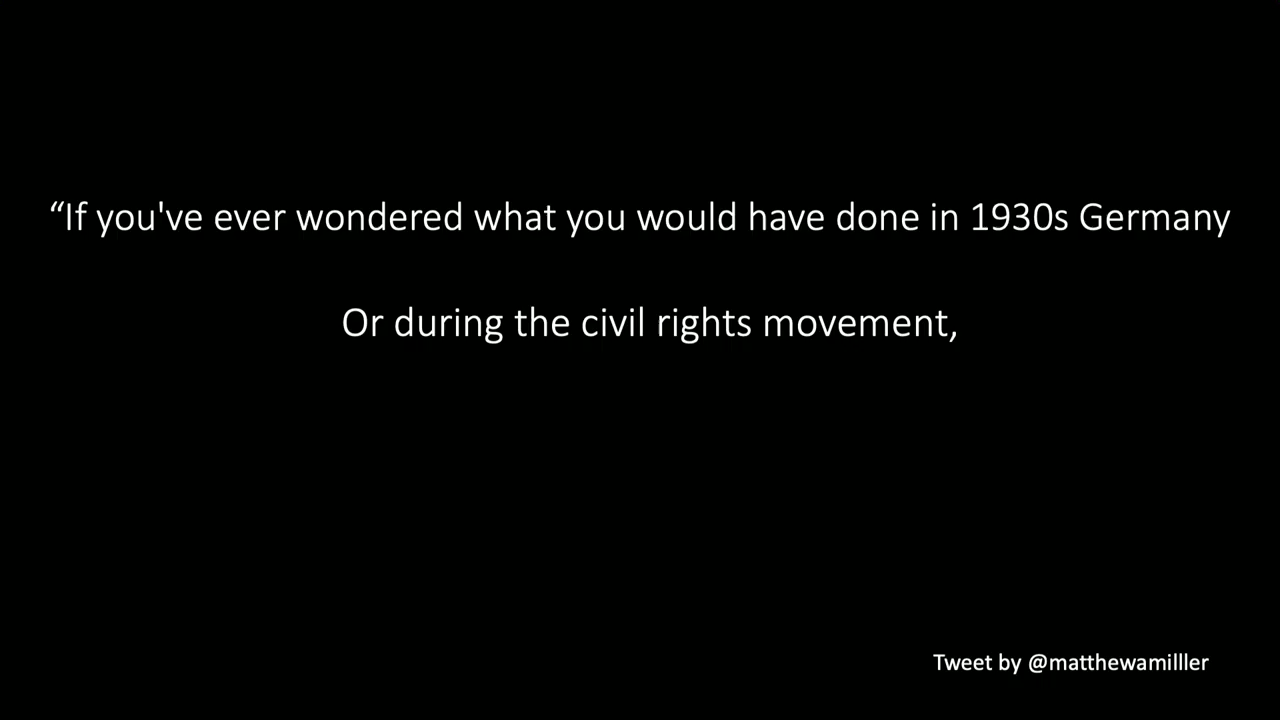 “If you've ever wondered what you would have done in 1930s Germany
Or during the civil rights movement,
Tweet by @matthewamilller